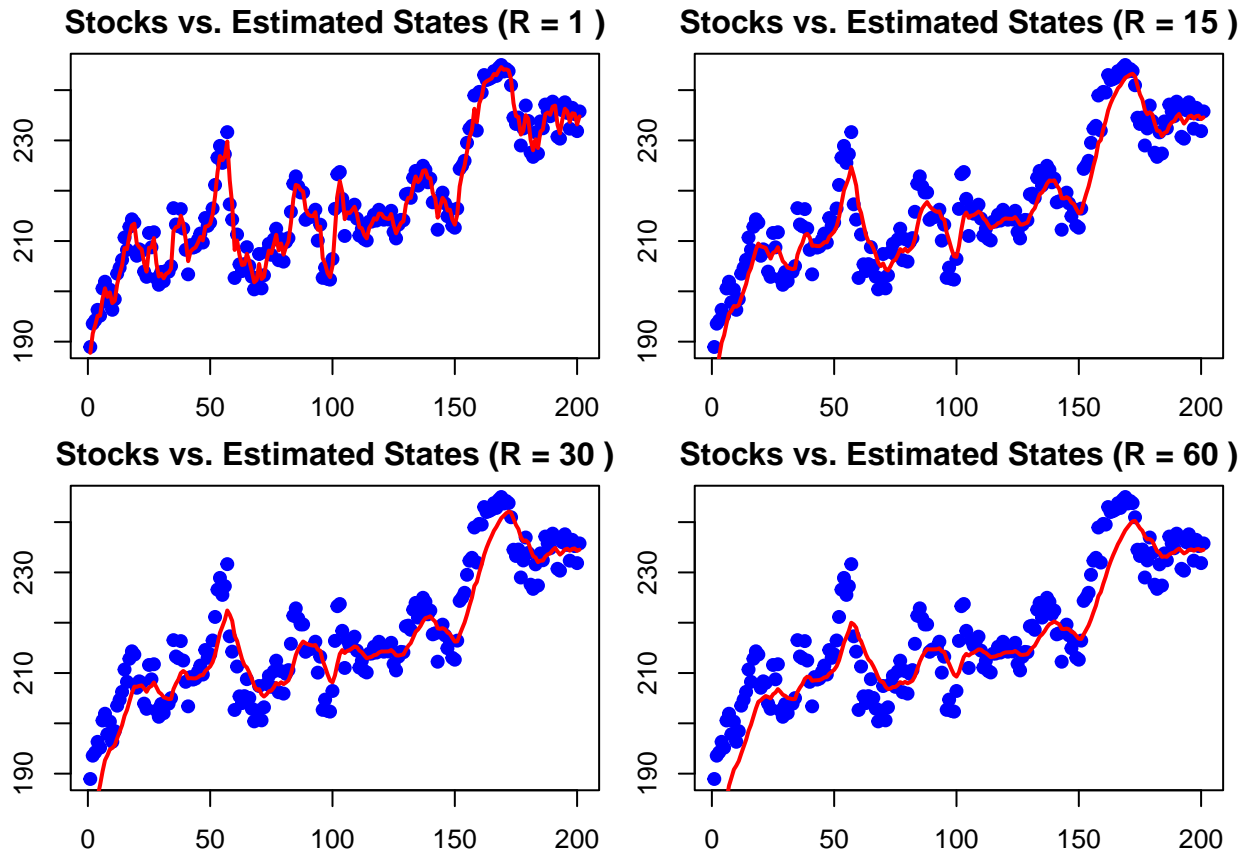 Stocks vs. Estimated States (R = 1 )
230
210
190
0 50 100 150 200
Stocks vs. Estimated States (R = 15 )
230
210
190
0 50 100 150 200
Stocks vs. Estimated States (R = 30 )
230
210
190
0 50 100 150 200
Stocks vs. Estimated States (R = 60 )
230
210
190
0 50 100 150 200